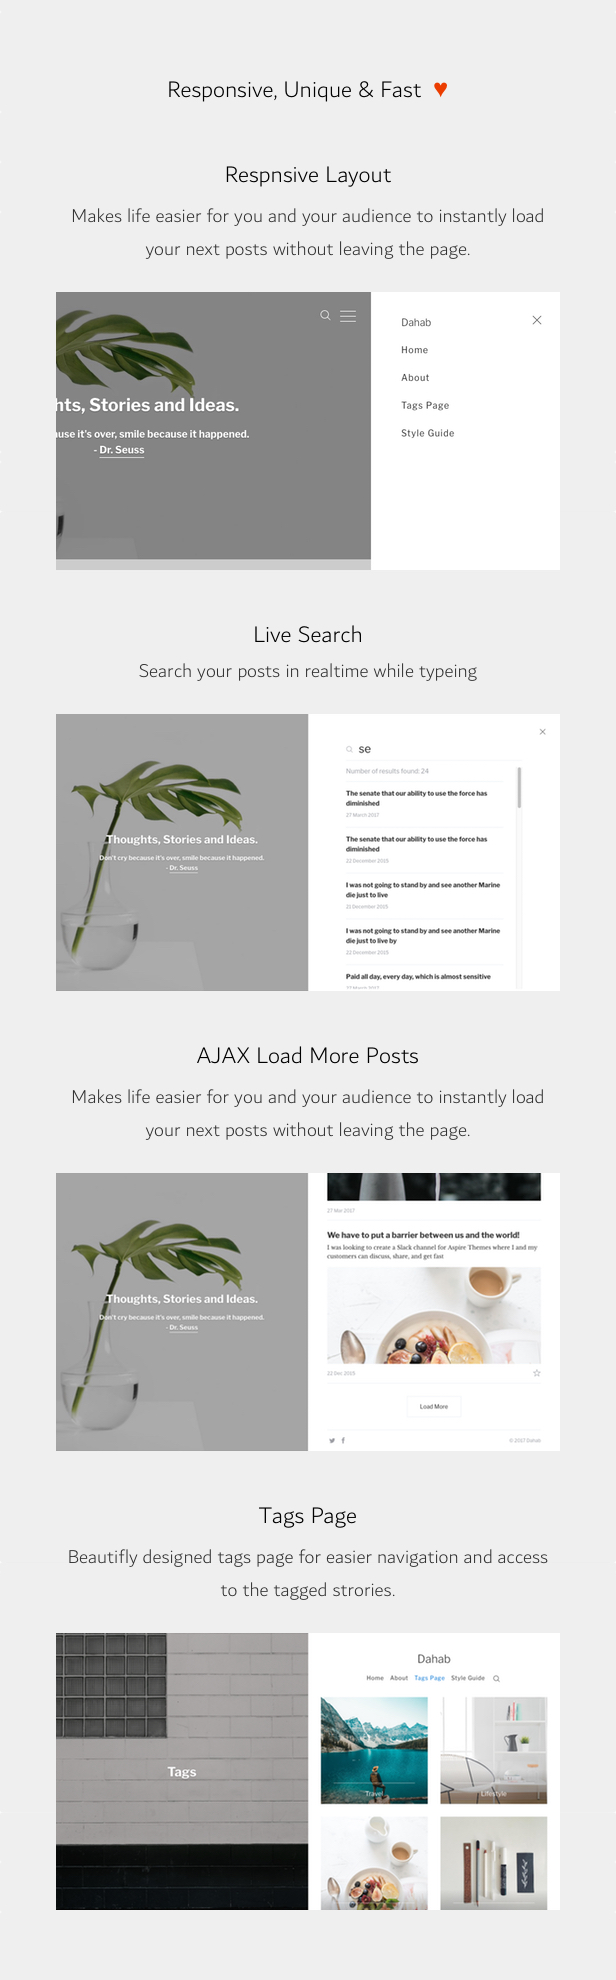 Responsive, Unique & Fast ♥
Respnsive Layout
Makes life easier for you and your audience to instantly load
your next posts without leaving the page.
hts, Stories and Ideas.
use it's over, smile because it happened.
- Dr. Seuss
Dahab
Home
About
Tags Page
Style Guide
Live Search
Search your posts in realtime while typeing
Thoughts, Stories and Ideas.
Don't cry because it's over, smile because it happened.
- Dr. Seuss
se
Number of results found: 24
The senate that our ability to use the force has
diminished
27 March 2017
The senate that our ability to use the force has
diminished
22 December 2015
I was not going to stand by and see another Marine
die just to live
21 December 2015
I was not going to stand by and see another Marine
die just to live by
22 December 2015
Paid all day, every day, which is almost sensitive
27 March 2017
AJAX Load More Posts
Makes life easier for you and your audience to instantly load
your next posts without leaving the page.
Thoughts, Stories and Ideas.
Don't cry because it's over, smile because it happened.
- Dr. Seuss
27 Mar 2017
We have to put a barrier between us and the world!
I was looking to create a Slack channel for Aspire Themes where I and my
customers can discuss, share, and get fast
22 Dec 2015
Load More
© 2017 Dahab
Tags Page
Beautifly designed tags page for easier navigation and access
to the tagged strories.
Tags
Dahab
Home About Tags Page Style Guide
Travel
Lifestyle